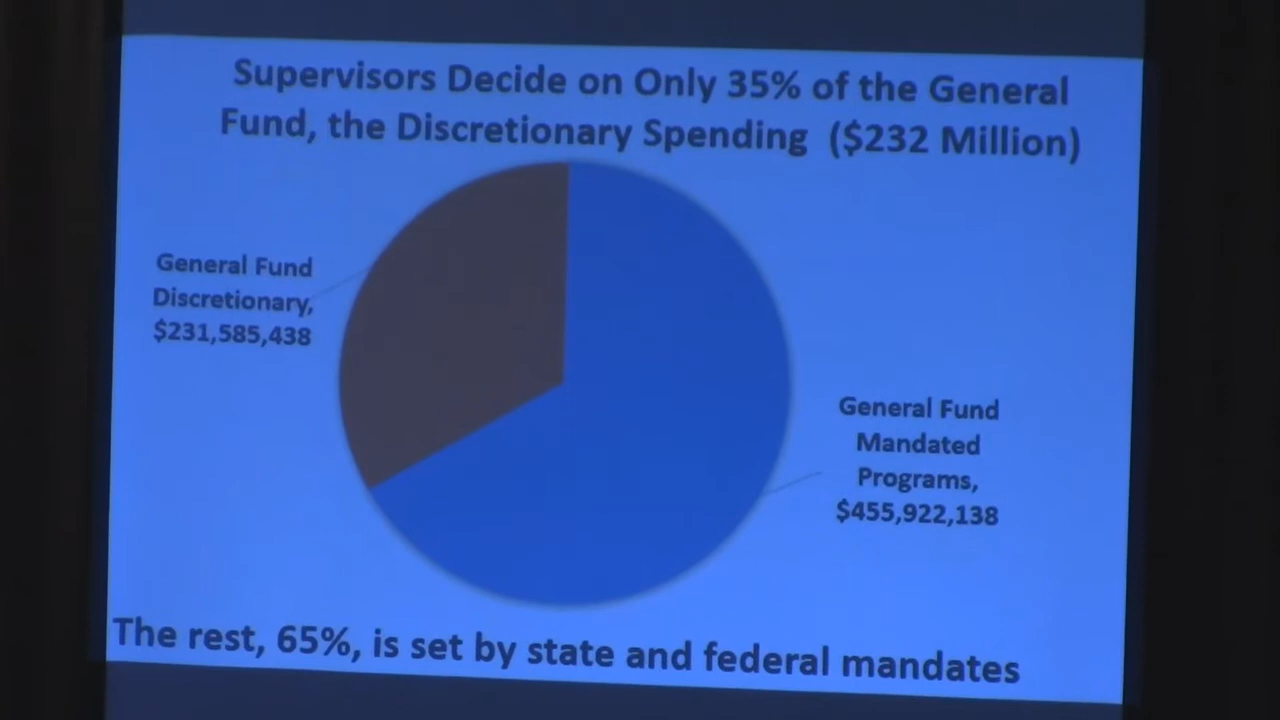 Supervisors Decide on Only 35% of the General
Fund, the Discretionary Spending ($232 Million)
General Fund
Discretionary,
$231,585,438
General Fund
Mandated
Programs,
$455,922,138
The rest, 65%, is set by state and federal mandates